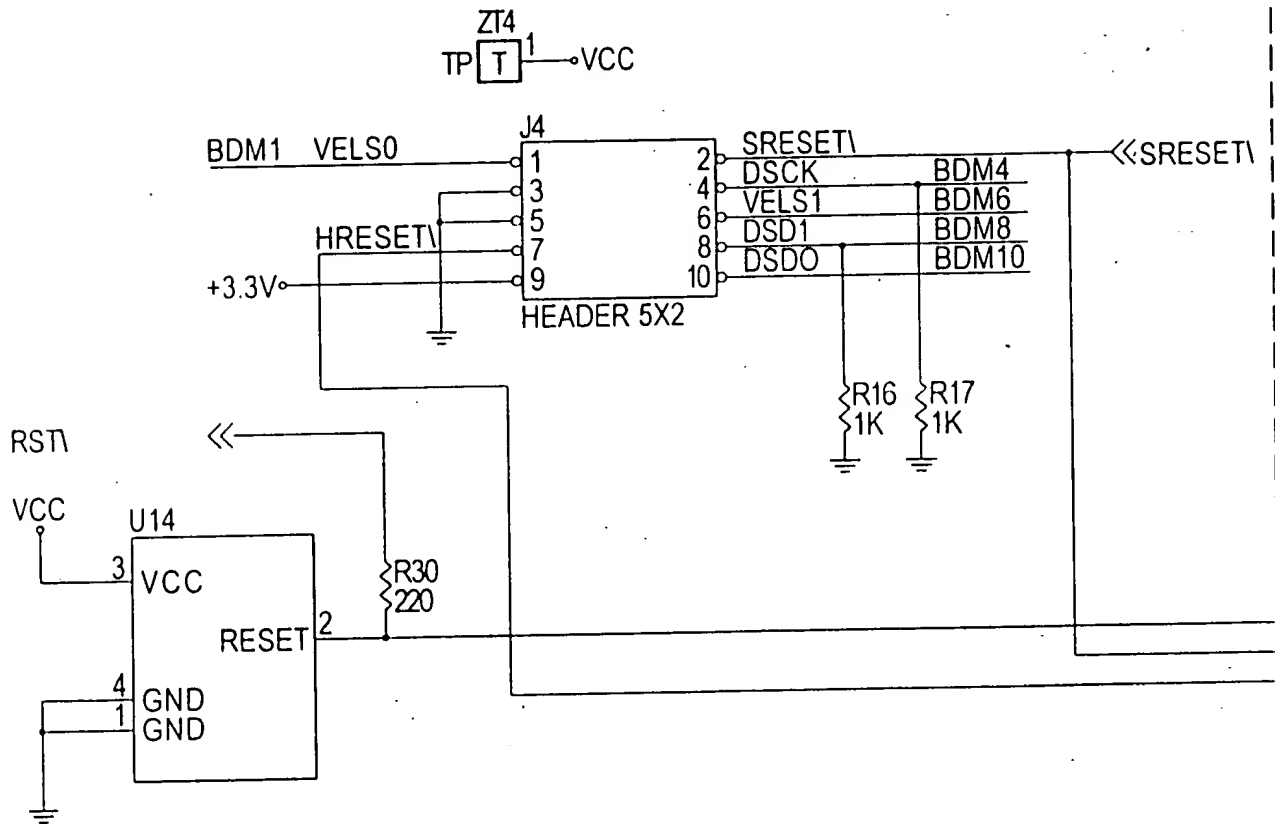 ZT4
TP T 1 VCC
J4
BDM1 VELS0 1 2 SRESET\ SRESET\
3 4 DSCK BDM4
5 6 VELS1 BDM6
HRESET\ 7 8 DSD1 BDM8
+3.3V 9 10 DSDO BDM10
HEADER 5X2
R16
1K
R17
1K
RST\
VCC
U14
3 VCC
R30
220
RESET 2
4 GND
1 GND